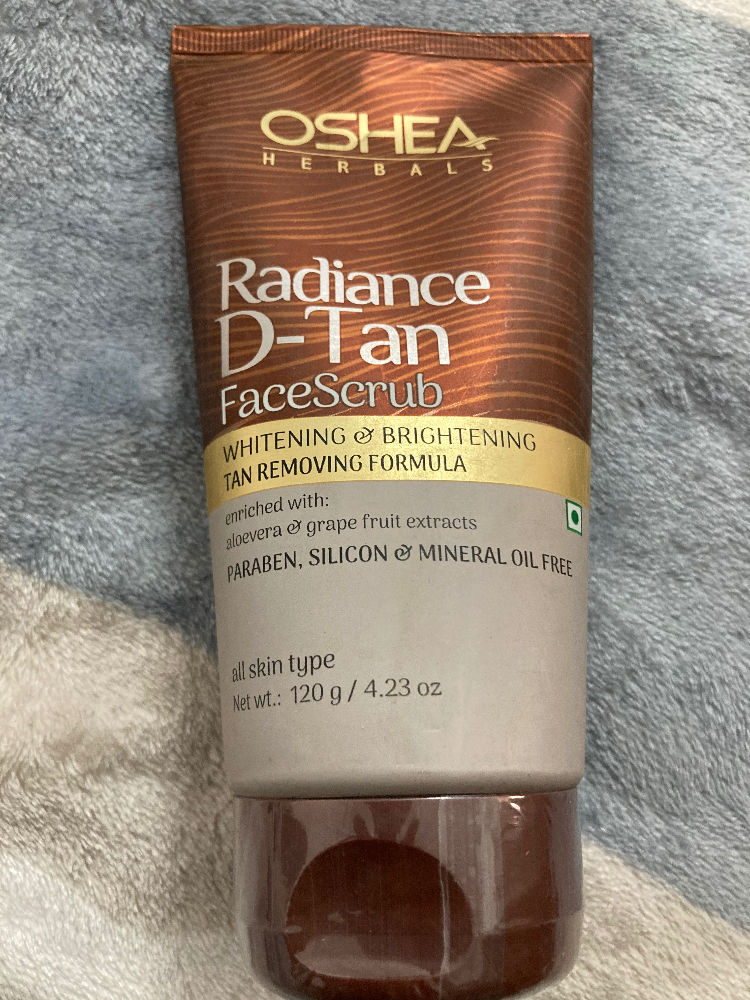 OSHEA
HERBALS
Radiance
D-Tan
FaceScrub
WHITENING & BRIGHTENING
TAN REMOVING FORMULA
enriched with:
aloevera & grape fruit extracts
PARABEN, SILICON & MINERAL OIL FREE
all skin type
Net wt.: 120 g / 4.23 oz